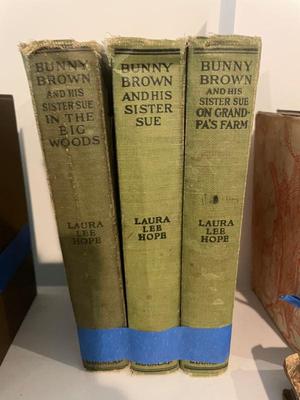 BUNNY
BROWN
AND HIS
SISTER SUE
IN THE
BIG
WOODS
LAURA
LEE
HOPE
BUNNY
BROWN
AND HIS
SISTER
SUE
LAURA
LEE
HOPE
BUNNY
BROWN
AND HIS
SISTER SUE
ON GRAND-
PA'S FARM
LAURA
LEE
HOPE